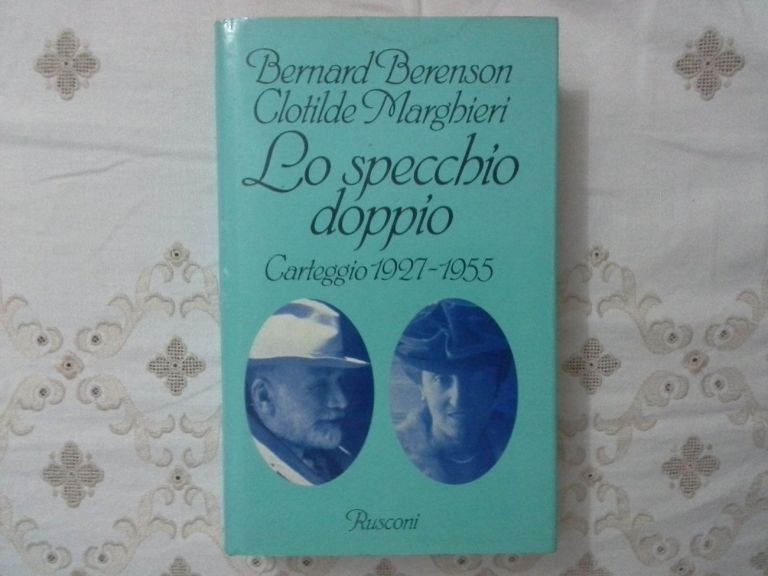 Bernard Berenson
Clotilde Marghieri
Lo specchio
doppio
Carteggio 1927-1955
Rusconi